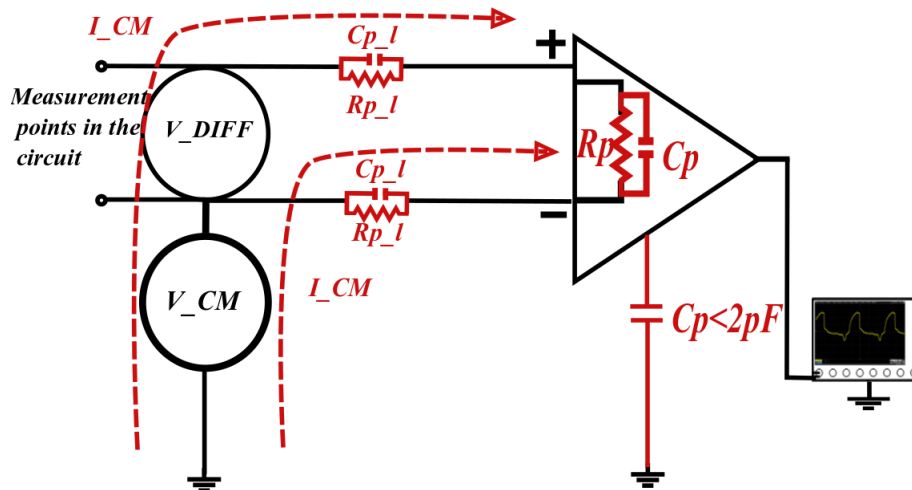 I_CM
Cp_l
+
Measurement
points in the
circuit
V_DIFF
Rp_l
Rp
Cp
Cp_l
−
Rp_l
I_CM
V_CM
Cp<2pF